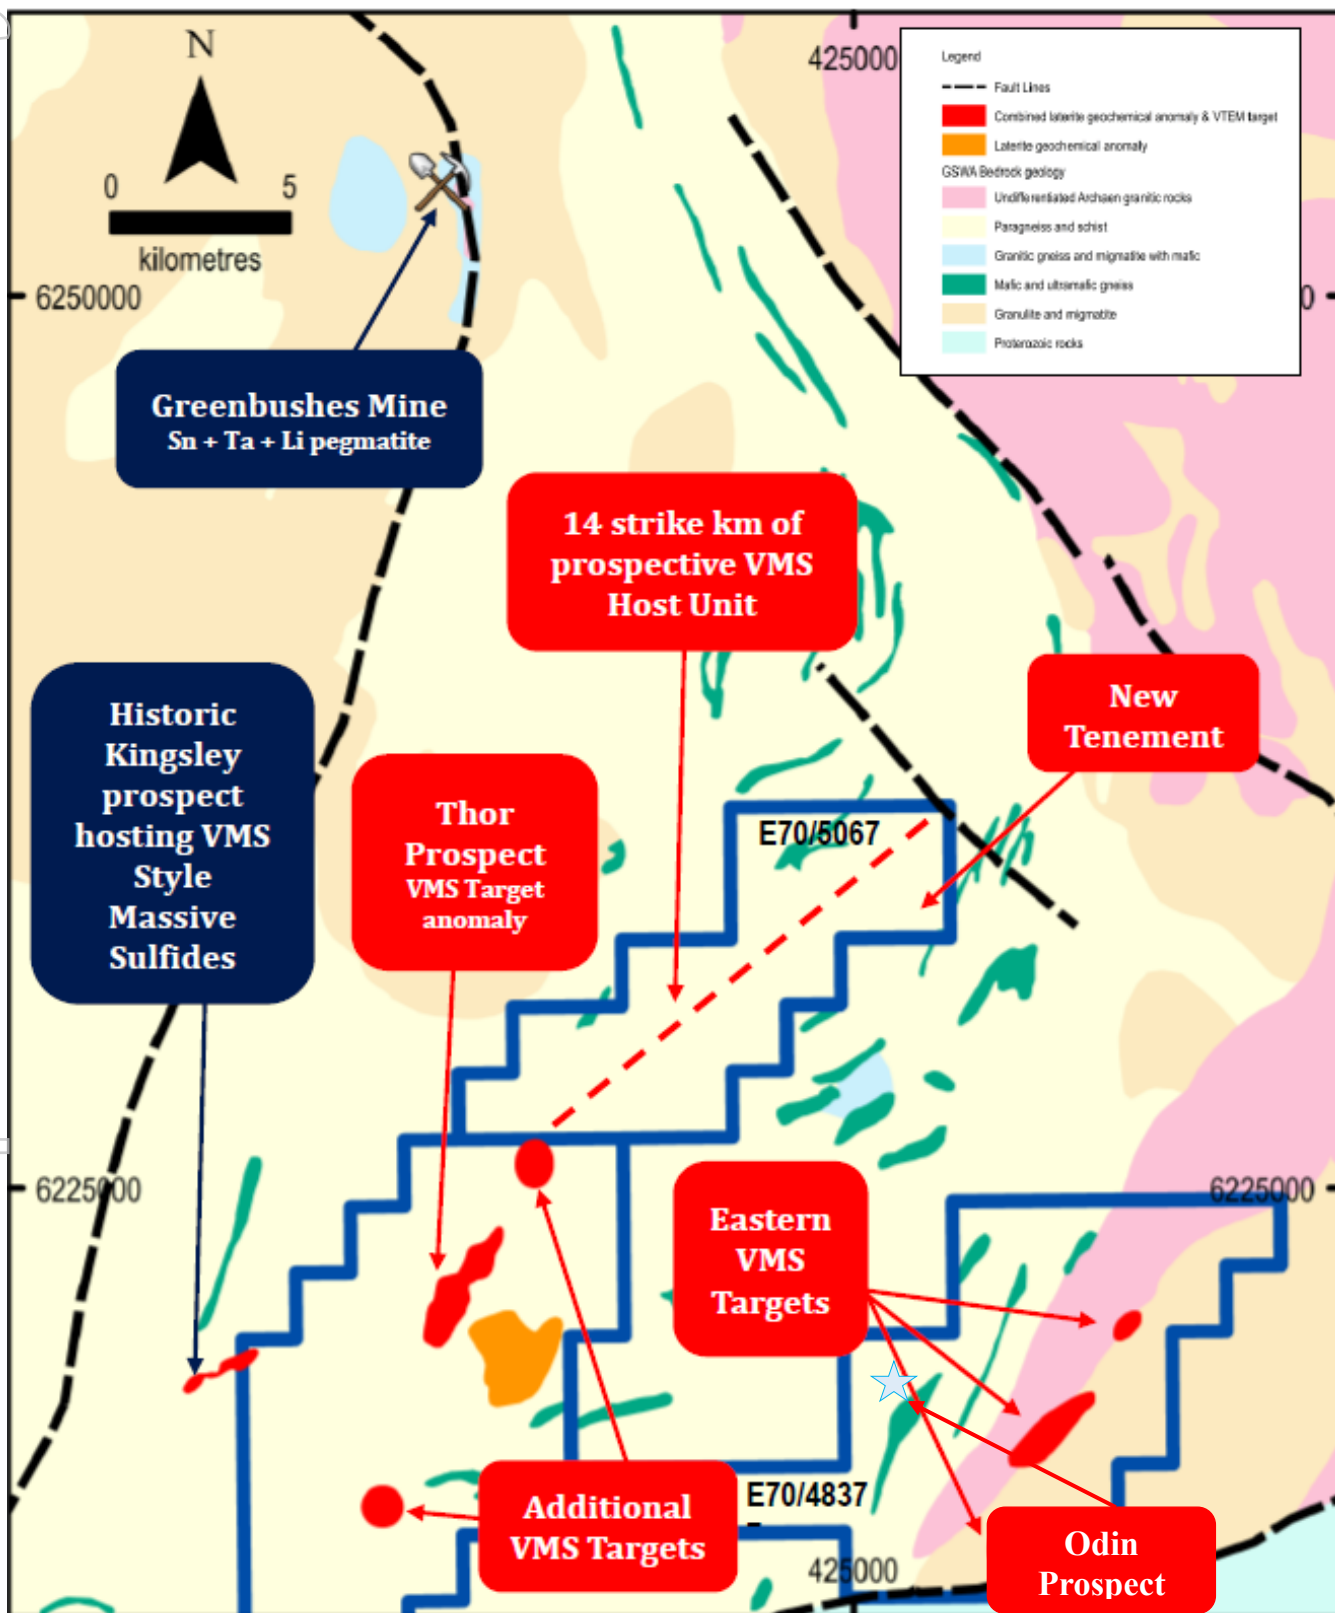 N
0 5
kilometres
425000
Legend
Fault Lines
Combined laterite geochemical anomaly & VTEM target
Laterite geochemical anomaly
GSWA Bedrock geology
Undifferentiated Archaen granitic rocks
Paragneiss and schist
Granitic gneiss and migmatite with mafic
Mafic and ultramafic gneiss
Granulite and migmatite
Proterozoic rocks
6250000
0
Greenbushes Mine
Sn + Ta + Li pegmatite
14 strike km of
prospective VMS
Host Unit
New
Tenement
Historic
Kingsley
prospect
hosting VMS
Style
Massive
Sulfides
Thor
Prospect
VMS Target
anomaly
E70/5067
6225000
6225000
Eastern
VMS
Targets
Additional
VMS Targets
E70/4837
425000
Odin
Prospect